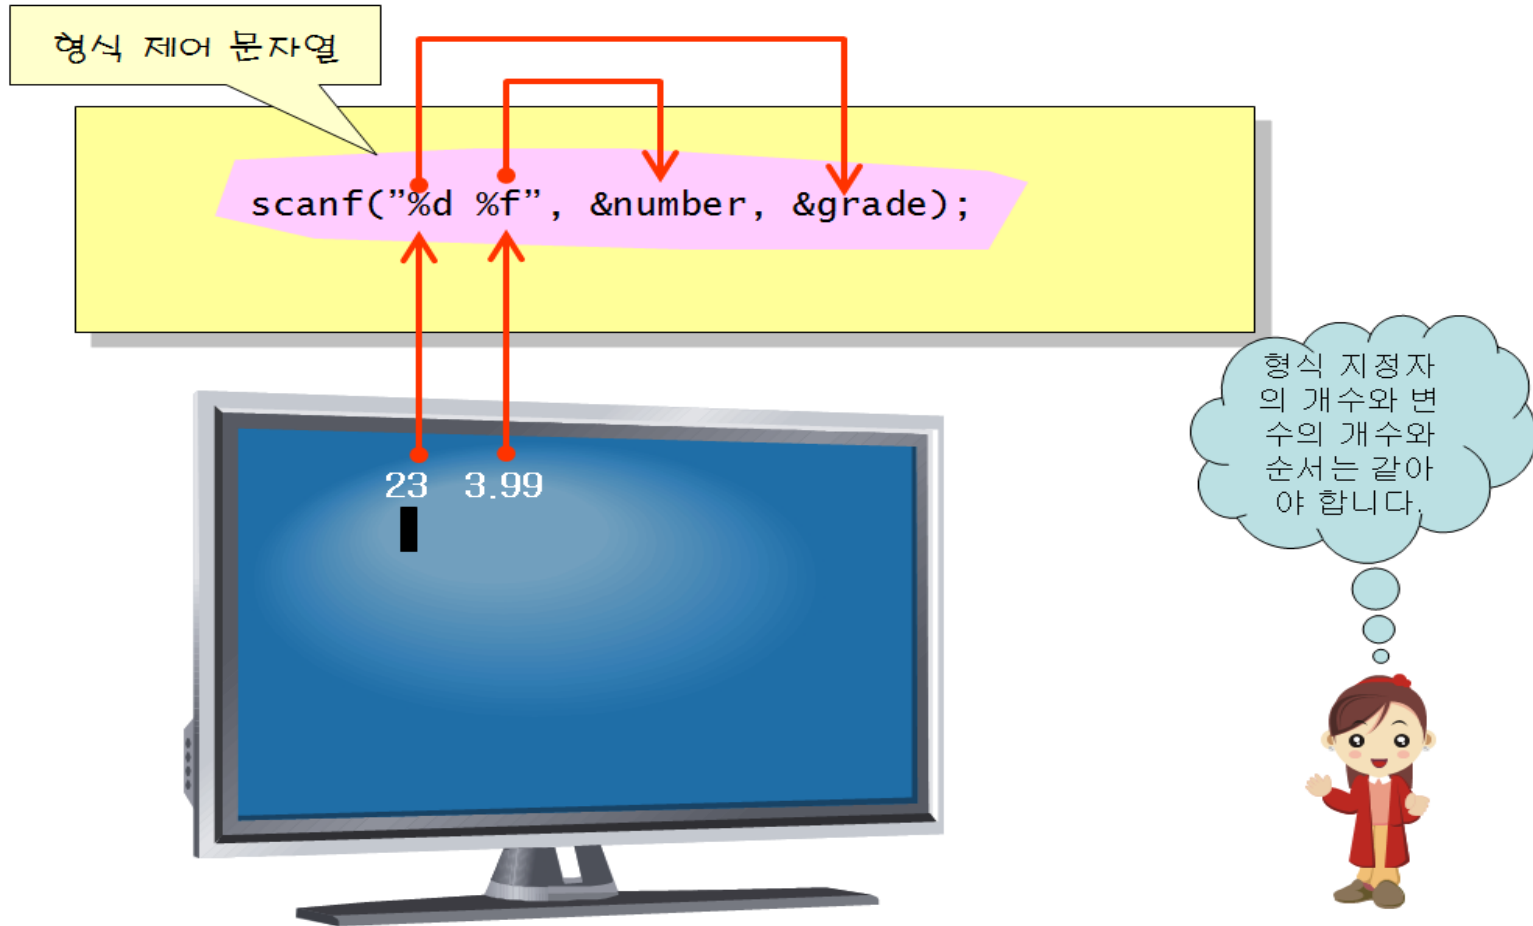 형식 제어 문자열
scanf(”%d %f”, &number, &grade);
23 3.99
형식 지정자
의 개수와 변
수의 개수와
순서는 같아
야 합니다.